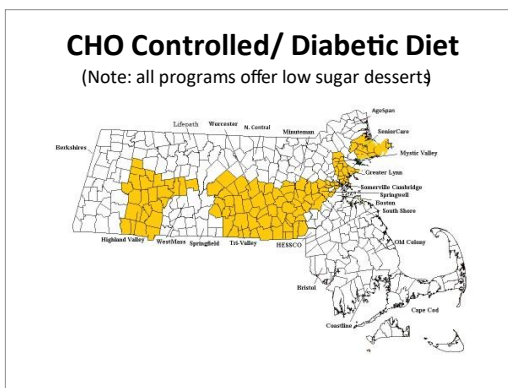 CHO Controlled/ Diabetic Diet
(Note: all programs offer low sugar desserts)
AgeSpan
Lifepath
Worcester
N. Central
Minuteman
SeniorCare
Berkshires
Mystic Valley
Greater Lynn
Somerville Cambridge
Springwell
Boston
South Shore
Highland Valley
WestMass
Springfield
Tri-Valley
HESSCO
Old Colony
Bristol
Cape Cod
Coastline